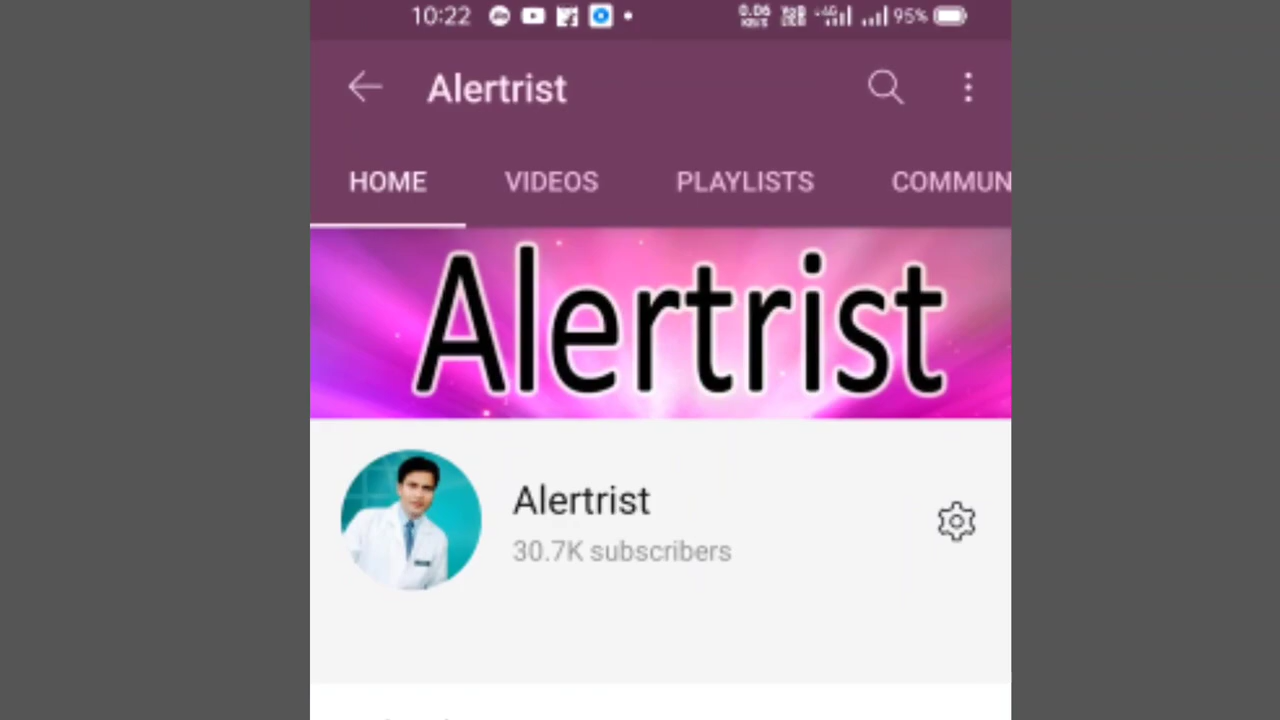 10:22 95%
Alertrist
HOME VIDEOS PLAYLISTS COMMUN
Alertrist
Alertrist
30.7K subscribers